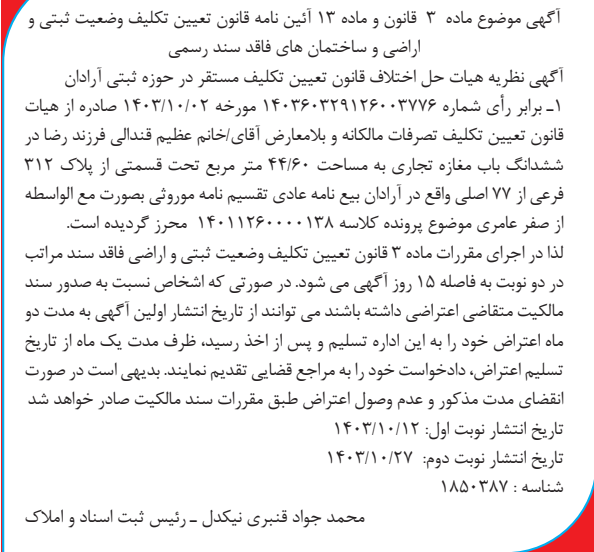 آگهی موضوع ماده ۳ قانون و ماده ۱۳ آئین نامه قانون تعیین تکلیف وضعیت ثبتی و
اراضی و ساختمان های فاقد سند رسمی
آگهی نظریه هیات حل اختلاف قانون تعیین تکلیف مستقر در حوزه ثبتی آرادان
۱ـ برابر رأی شماره ۱۴۰۳۶۰۳۲۹۱۲۶۰۰۳۷۷۶ مورخه ۱۴۰۳/۱۰/۰۲ صادره از هیات
قانون تعیین تکلیف تصرفات مالکانه و بلامعارض آقای/خانم عظیم قندالی فرزند رضا در
ششدانگ باب مغازه تجاری به مساحت ۴۴/۶۰ متر مربع تحت قسمتی از پلاک ۳۱۲
فرعی از ۷۷ اصلی واقع در آرادان بیع نامه عادی تقسیم نامه موروثی بصورت مع الواسطه
از صفر عامری موضوع پرونده کلاسه ۱۴۰۱۱۲۶۰۰۰۰۱۳۸ محرز گردیده است.
لذا در اجرای مقررات ماده ۳ قانون تعیین تکلیف وضعیت ثبتی و اراضی فاقد سند مراتب
در دو نوبت به فاصله ۱۵ روز آگهی می شود. در صورتی که اشخاص نسبت به صدور سند
مالکیت متقاضی اعتراضی داشته باشند می توانند از تاریخ انتشار اولین آگهی به مدت دو
ماه اعتراض خود را به این اداره تسلیم و پس از اخذ رسید، ظرف مدت یک ماه از تاریخ
تسلیم اعتراض، دادخواست خود را به مراجع قضایی تقدیم نمایند. بدیهی است در صورت
انقضای مدت مذکور و عدم وصول اعتراض طبق مقررات سند مالکیت صادر خواهد شد
تاریخ انتشار نوبت اول: ۱۴۰۳/۱۰/۱۲
تاریخ انتشار نوبت دوم: ۱۴۰۳/۱۰/۲۷
شناسه : ۱۸۵۰۳۸۷
محمد جواد قنبری نیکدل ـ رئیس ثبت اسناد و املاک